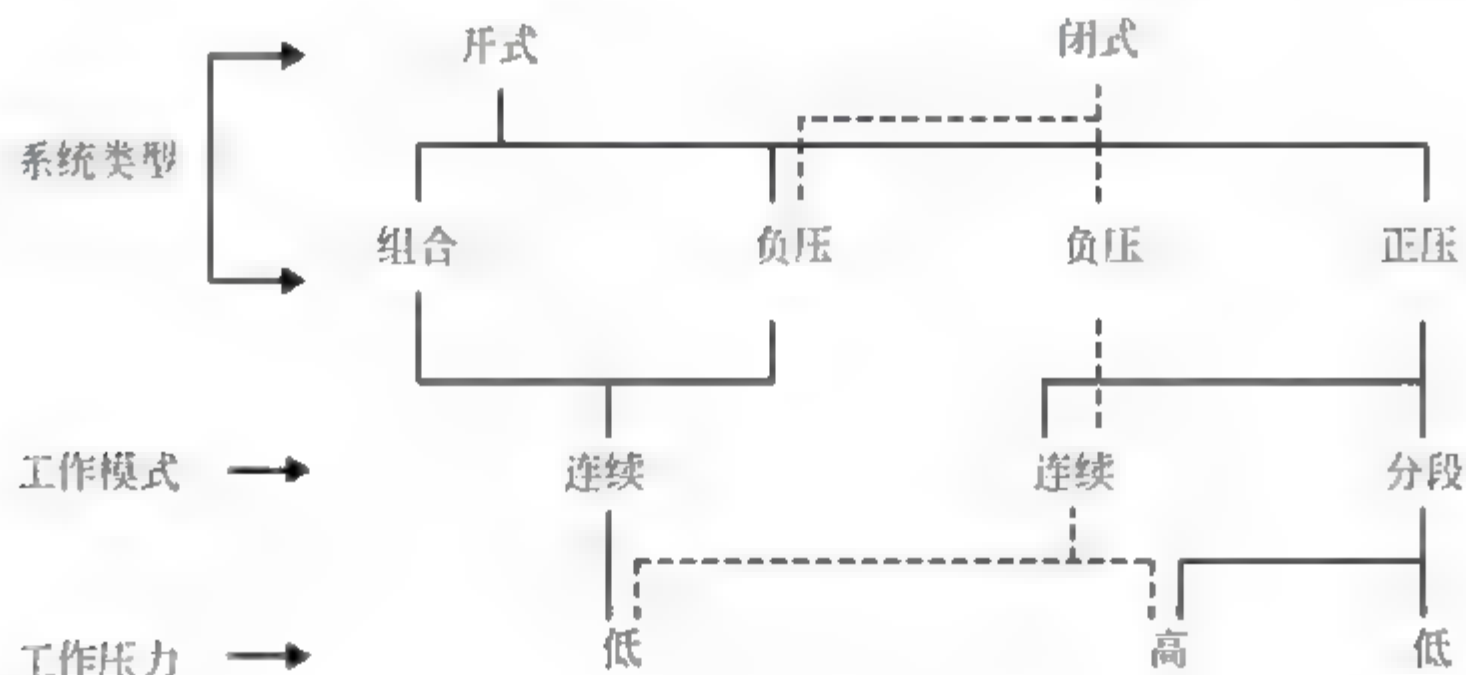 开式 闭式
系统类型
组合 负压 负压 正压
工作模式 连续 连续 分段
工作压力 低 高 低